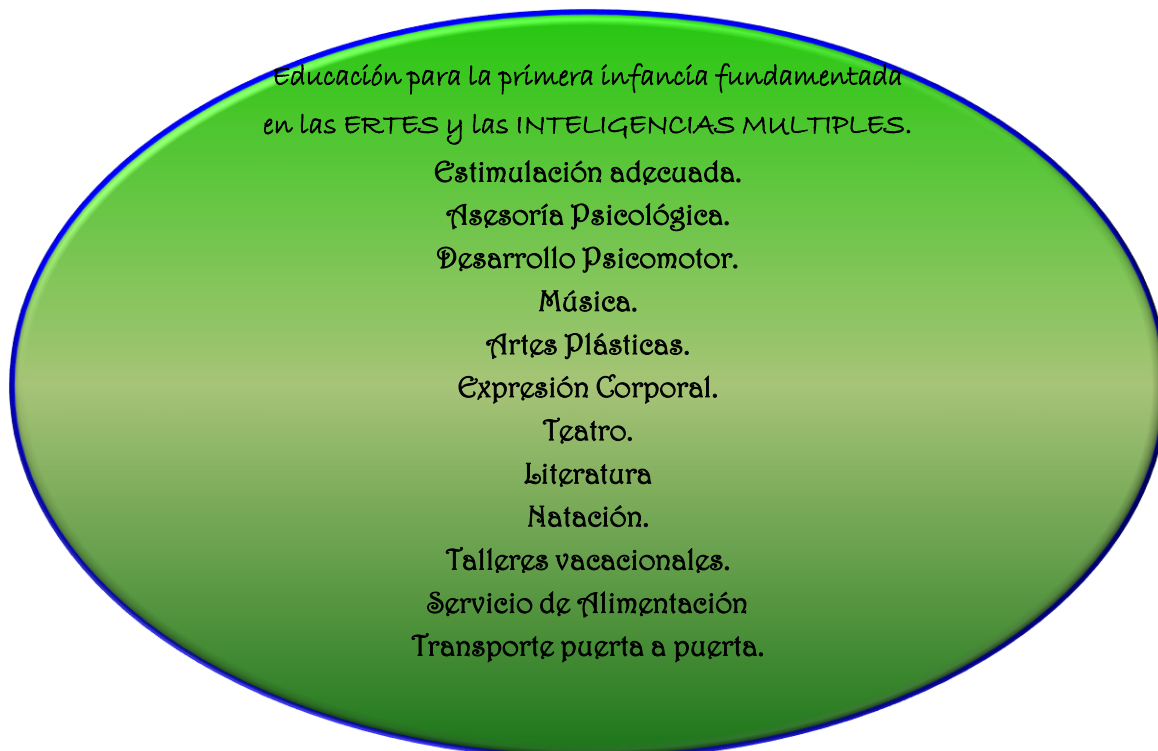 Educación para la primera infancia fundamentada
en las ERTES y las INTELIGENCIAS MULTIPLES.
Estimulación adecuada.
Asesoría Psicológica.
Desarrollo Psicomotor.
Música.
Artes Plásticas.
Expresión Corporal.
Teatro.
Literatura
Natación.
Talleres vacacionales.
Servicio de Alimentación
Transporte puerta a puerta.